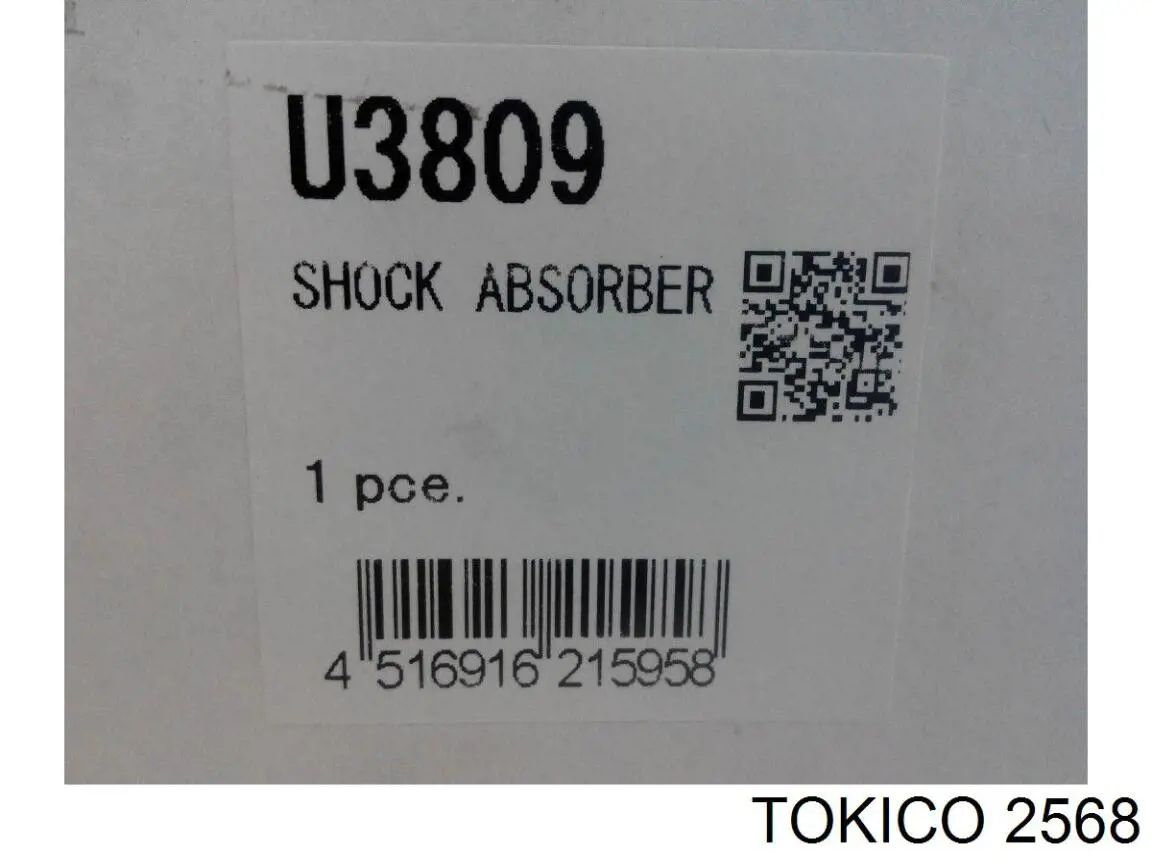 U3809
SHOCK ABSORBER
1 pce.
4 516916 215958
TOKICO 2568